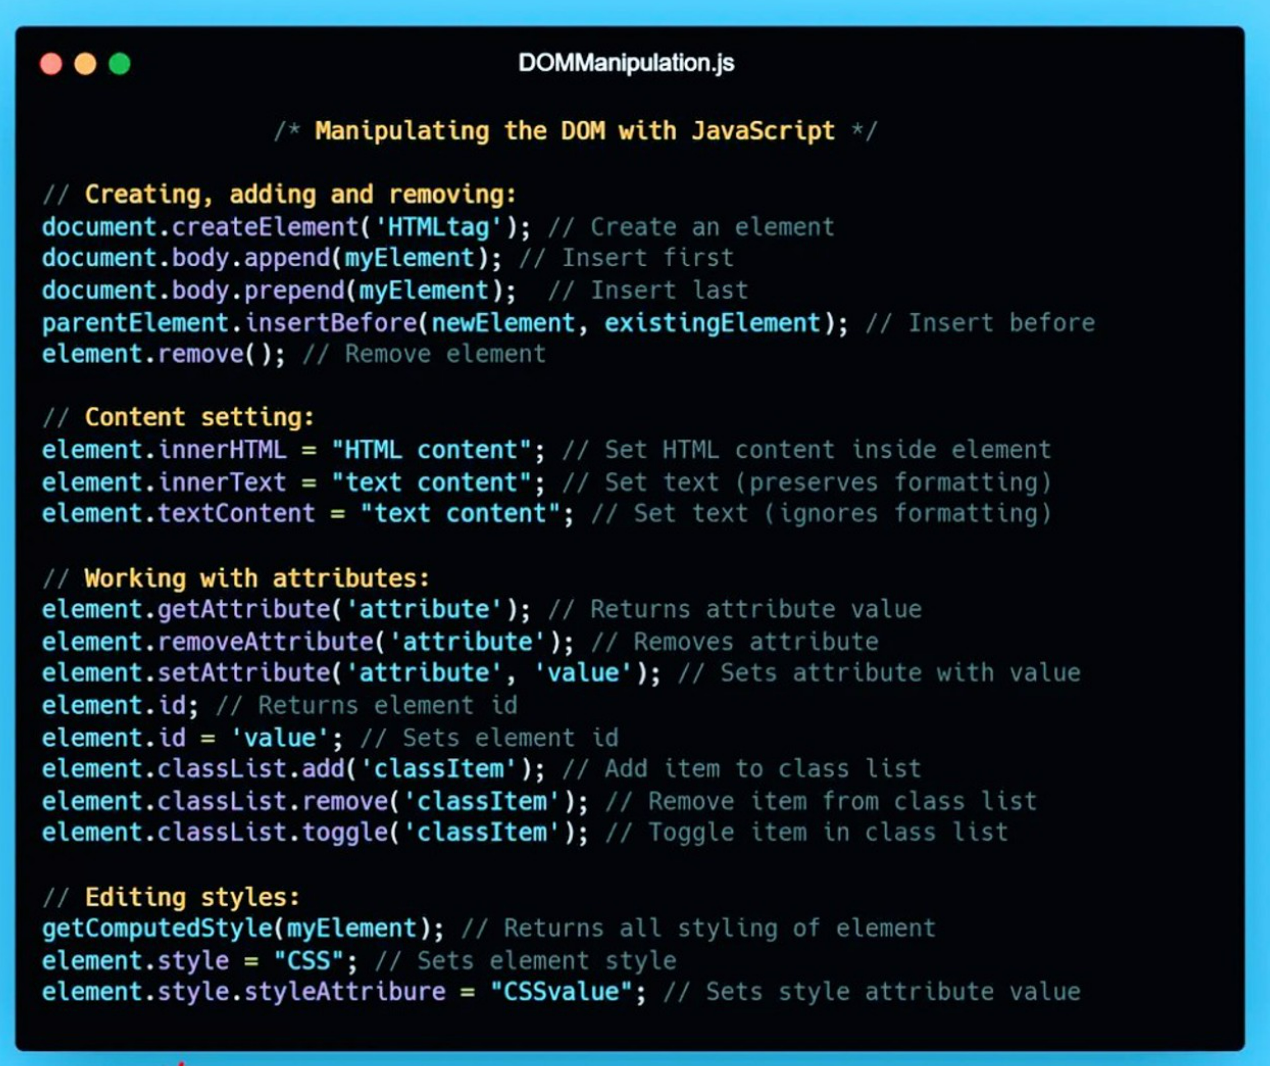 DOMManipulation.js
/* Manipulating the DOM with JavaScript */
// Creating, adding and removing:
document.createElement('HTMLtag'); // Create an element
document.body.append(myElement); // Insert first
document.body.prepend(myElement);  // Insert last
parentElement.insertBefore(newElement, existingElement); // Insert before
element.remove(); // Remove element
// Content setting:
element.innerHTML = "HTML content"; // Set HTML content inside element
element.innerText = "text content"; // Set text (preserves formatting)
element.textContent = "text content"; // Set text (ignores formatting)
// Working with attributes:
element.getAttribute('attribute'); // Returns attribute value
element.removeAttribute('attribute'); // Removes attribute
element.setAttribute('attribute', 'value'); // Sets attribute with value
element.id; // Returns element id
element.id = 'value'; // Sets element id
element.classList.add('classItem'); // Add item to class list
element.classList.remove('classItem'); // Remove item from class list
element.classList.toggle('classItem'); // Toggle item in class list
// Editing styles:
getComputedStyle(myElement); // Returns all styling of element
element.style = "CSS"; // Sets element style
element.style.styleAttribure = "CSSvalue"; // Sets style attribute value